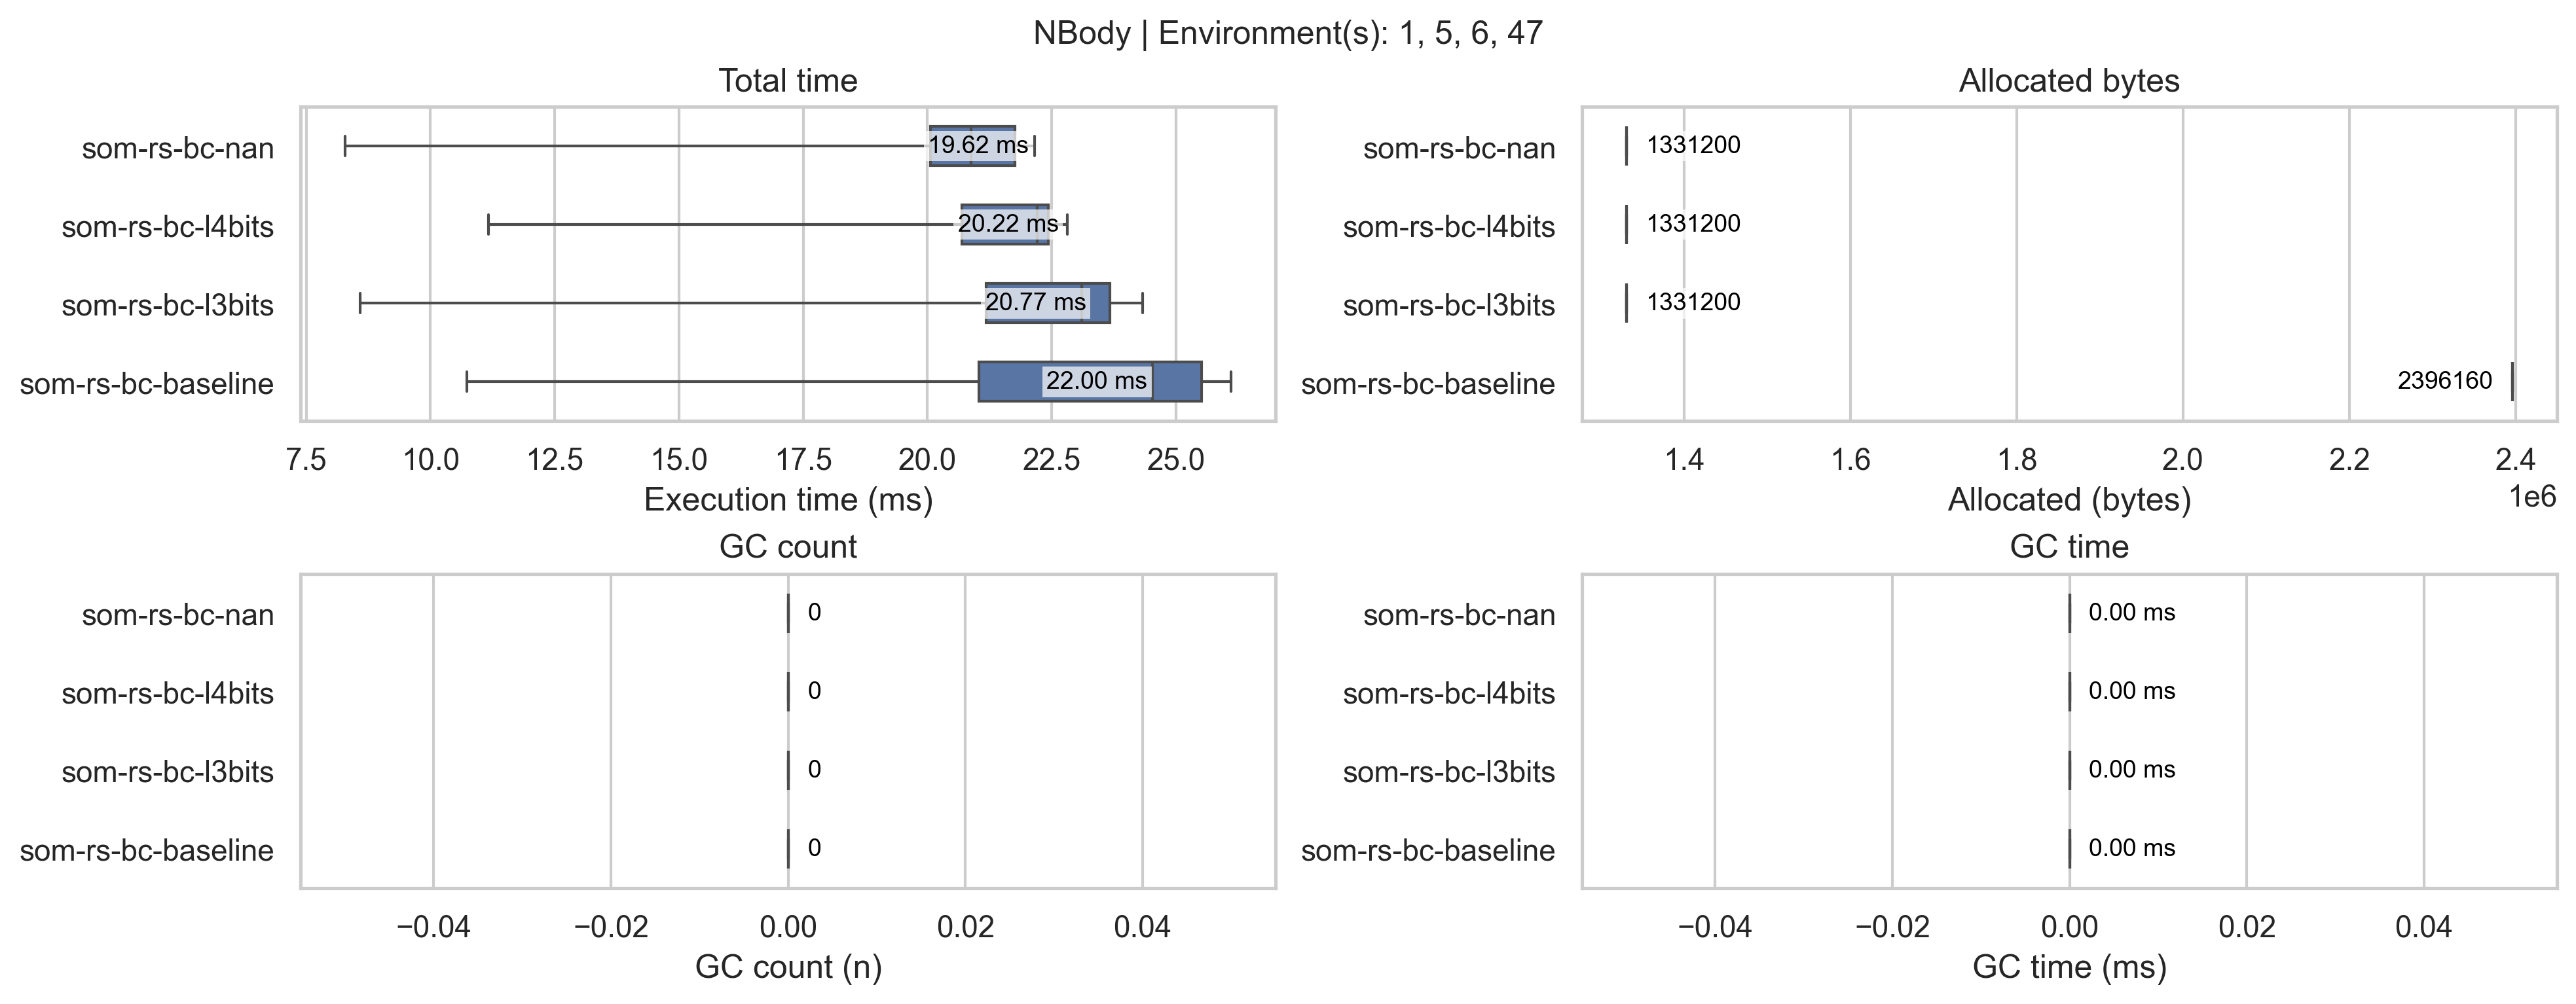 NBody | Environment(s): 1, 5, 6, 47
Total time
som-rs-bc-nan
19.62 ms
som-rs-bc-l4bits
20.22 ms
som-rs-bc-l3bits
20.77 ms
som-rs-bc-baseline
22.00 ms
7.5 10.0 12.5 15.0 17.5 20.0 22.5 25.0
Execution time (ms)
Allocated bytes
som-rs-bc-nan
1331200
som-rs-bc-l4bits
1331200
som-rs-bc-l3bits
1331200
som-rs-bc-baseline
2396160
1.4 1.6 1.8 2.0 2.2 2.4
1e6
Allocated (bytes)
GC count
som-rs-bc-nan
0
som-rs-bc-l4bits
0
som-rs-bc-l3bits
0
som-rs-bc-baseline
0
−0.04 −0.02 0.00 0.02 0.04
GC count (n)
GC time
som-rs-bc-nan
0.00 ms
som-rs-bc-l4bits
0.00 ms
som-rs-bc-l3bits
0.00 ms
som-rs-bc-baseline
0.00 ms
−0.04 −0.02 0.00 0.02 0.04
GC time (ms)